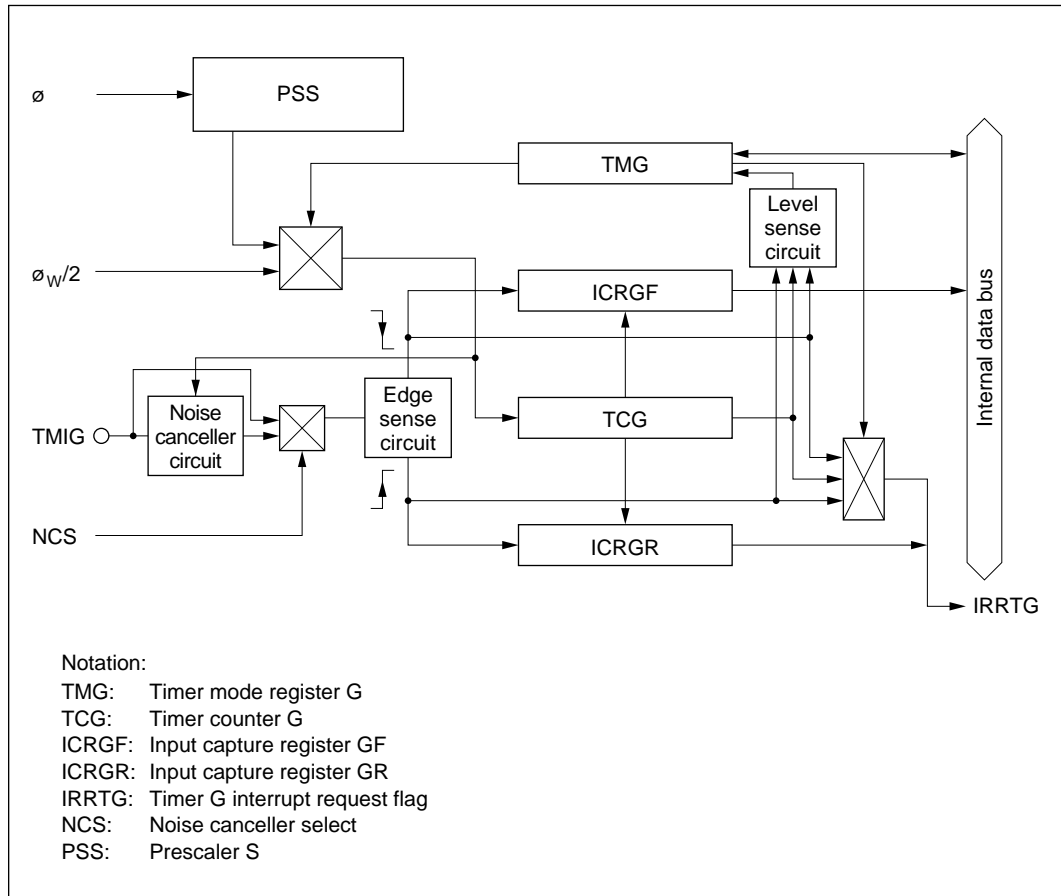 ø
PSS
TMG
Level
sense
circuit
øW/2
ICRGF
Internal data bus
Noise
canceller
circuit
Edge
sense
circuit
TMIG
TCG
NCS
ICRGR
IRRTG
Notation:
TMG: Timer mode register G
TCG: Timer counter G
ICRGF: Input capture register GF
ICRGR: Input capture register GR
IRRTG: Timer G interrupt request flag
NCS: Noise canceller select
PSS: Prescaler S